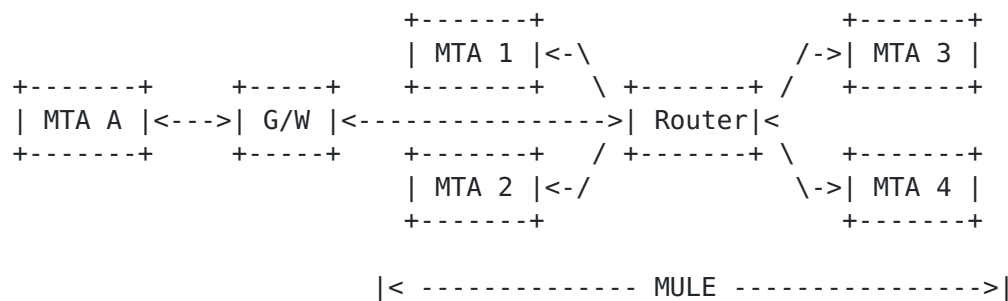 +-------+                  +-------+
                         | MTA 1 |<-\            /->| MTA 3 |
+-------+     +-----+    +-------+   \ +-------+ /   +-------+
| MTA A |<--->| G/W |<---------------->| Router|<
+-------+     +-----+    +-------+   / +-------+ \   +-------+
                         | MTA 2 |<-/            \->| MTA 4 |
                         +-------+                  +-------+
                       |< -------------- MULE ---------------->|